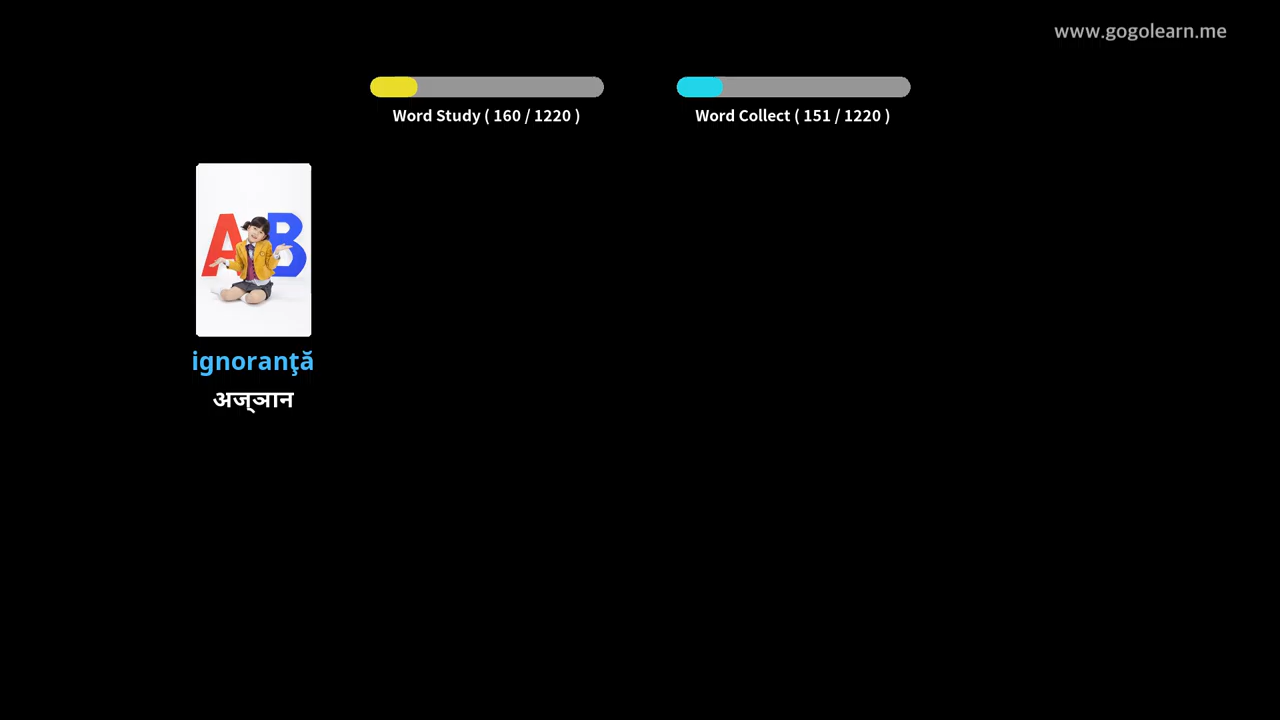 www.gogolearn.me
Word Study ( 160 / 1220 )
Word Collect ( 151 / 1220 )
AB
ignoranţă
अज्ञान